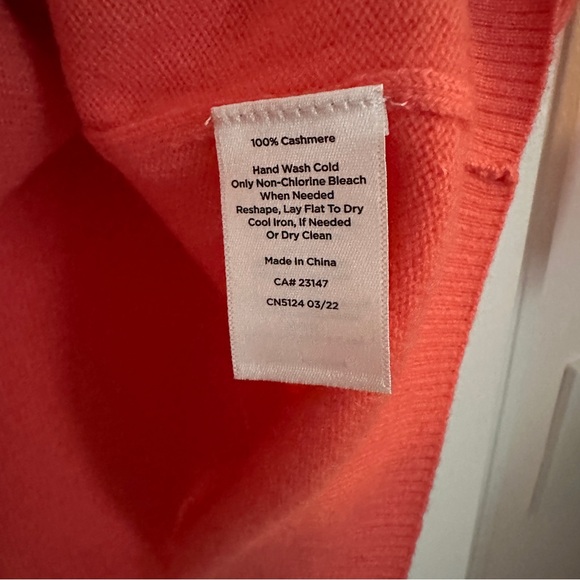 100% Cashmere
Hand Wash Cold
Only Non-Chlorine Bleach
When Needed
Reshape, Lay Flat To Dry
Cool Iron, If Needed
Or Dry Clean
Made in China
CA# 23147
CN5124 03/22